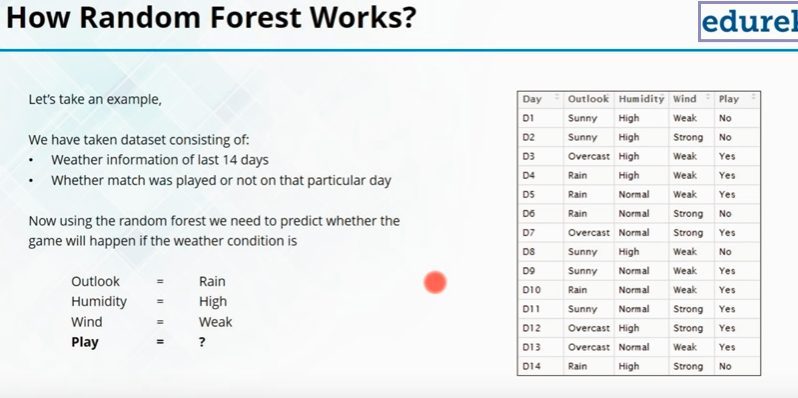 How Random Forest Works?
edurek
Let's take an example,
We have taken dataset consisting of:
• Weather information of last 14 days
• Whether match was played or not on that particular day
Now using the random forest we need to predict whether the
game will happen if the weather condition is
Outlook = Rain
Humidity = High
Wind = Weak
Play = ?
Day Outlook Humidity Wind Play
D1 Sunny High Weak No
D2 Sunny High Strong No
D3 Overcast High Weak Yes
D4 Rain High Weak Yes
D5 Rain Normal Weak Yes
D6 Rain Normal Strong No
D7 Overcast Normal Strong Yes
D8 Sunny High Weak No
D9 Sunny Normal Weak Yes
D10 Rain Normal Weak Yes
D11 Sunny Normal Strong Yes
D12 Overcast High Strong Yes
D13 Overcast Normal Weak Yes
D14 Rain High Strong No